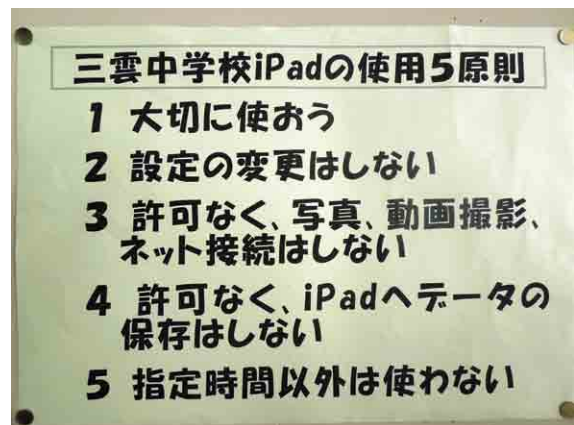 三雲中学校iPadの使用5原則
1 大切に使おう
2 設定の変更はしない
3 許可なく、写真、動画撮影、
ネット接続はしない
4 許可なく、iPadへデータの
保存はしない
5 指定時間以外は使わない